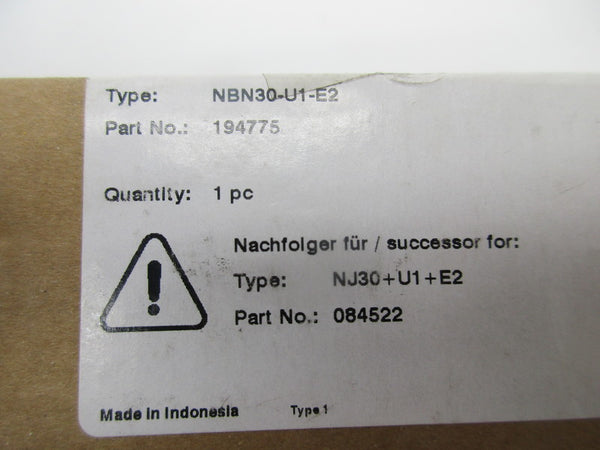 Type: NBN30-U1-E2
Part No.: 194775
Quantity: 1 pc
Nachfolger für / successor for:
Type: NJ30+U1+E2
Part No.: 084522
Made in Indonesia Type 1